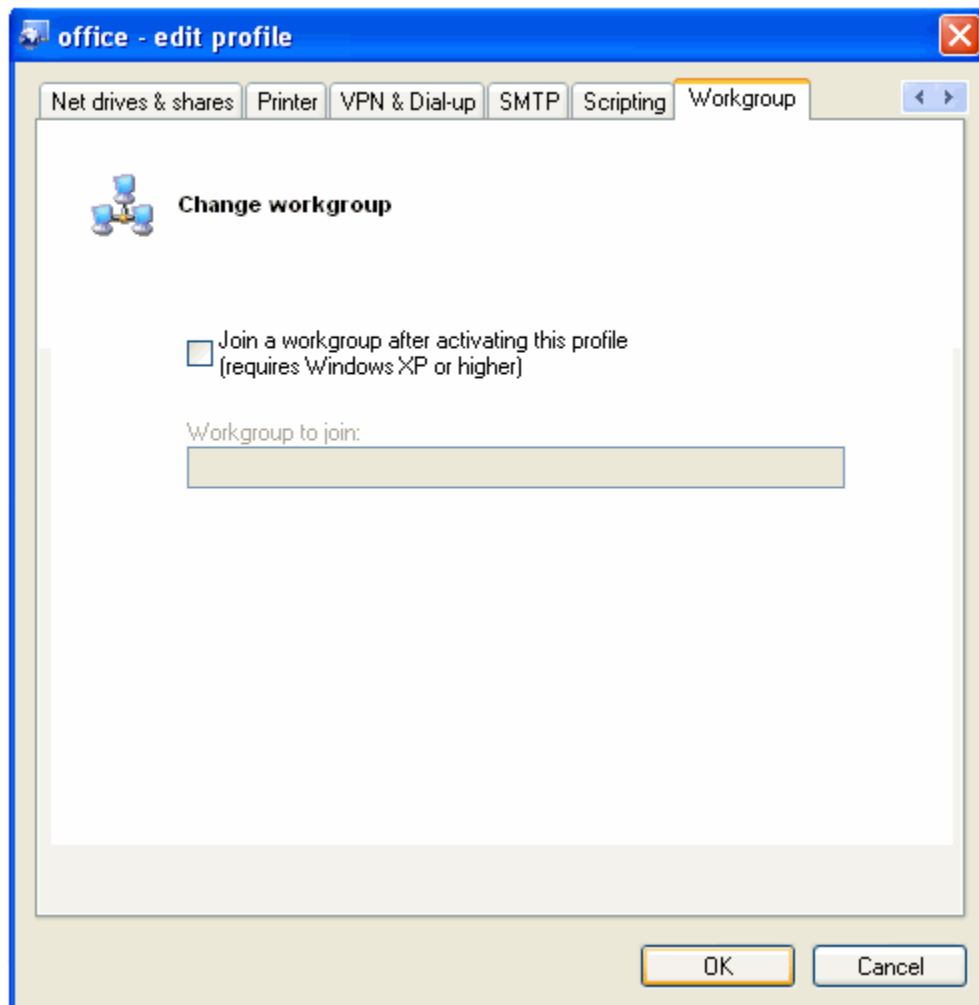 office - edit profile
Net drives & shares Printer VPN & Dial-up SMTP Scripting Workgroup
Change workgroup
Join a workgroup after activating this profile
(requires Windows XP or higher)
Workgroup to join:
OK Cancel